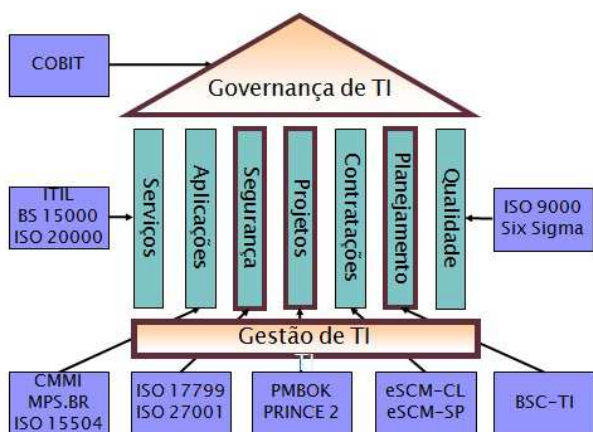 COBIT
Governança de TI
ITIL
BS 15000
ISO 20000
Serviços
Aplicações
Segurança
Projetos
Contratações
Planejamento
Qualidade
ISO 9000
Six Sigma
Gestão de TI
TI
CMMI
MPS.BR
ISO 15504
ISO 17799
ISO 27001
PMBOK
PRINCE 2
eSCM-CL
eSCM-SP
BSC-TI